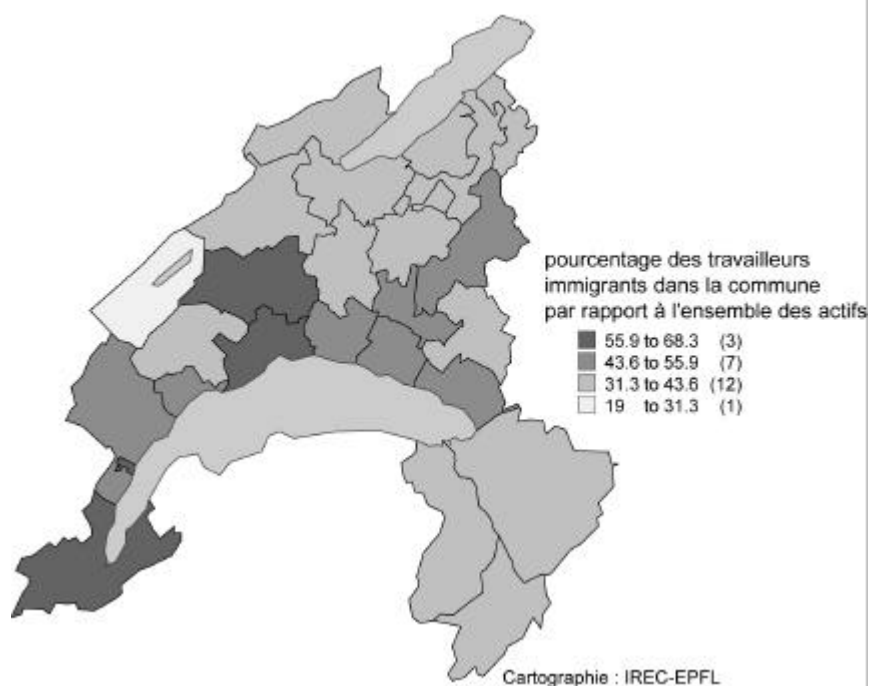 pourcentage des travailleurs
immigrants dans la commune
par rapport à l'ensemble des actifs
55.9 to 68.3 (3)
43.6 to 55.9 (7)
31.3 to 43.6 (12)
19 to 31.3 (1)
Cartographie : IREC-EPFL